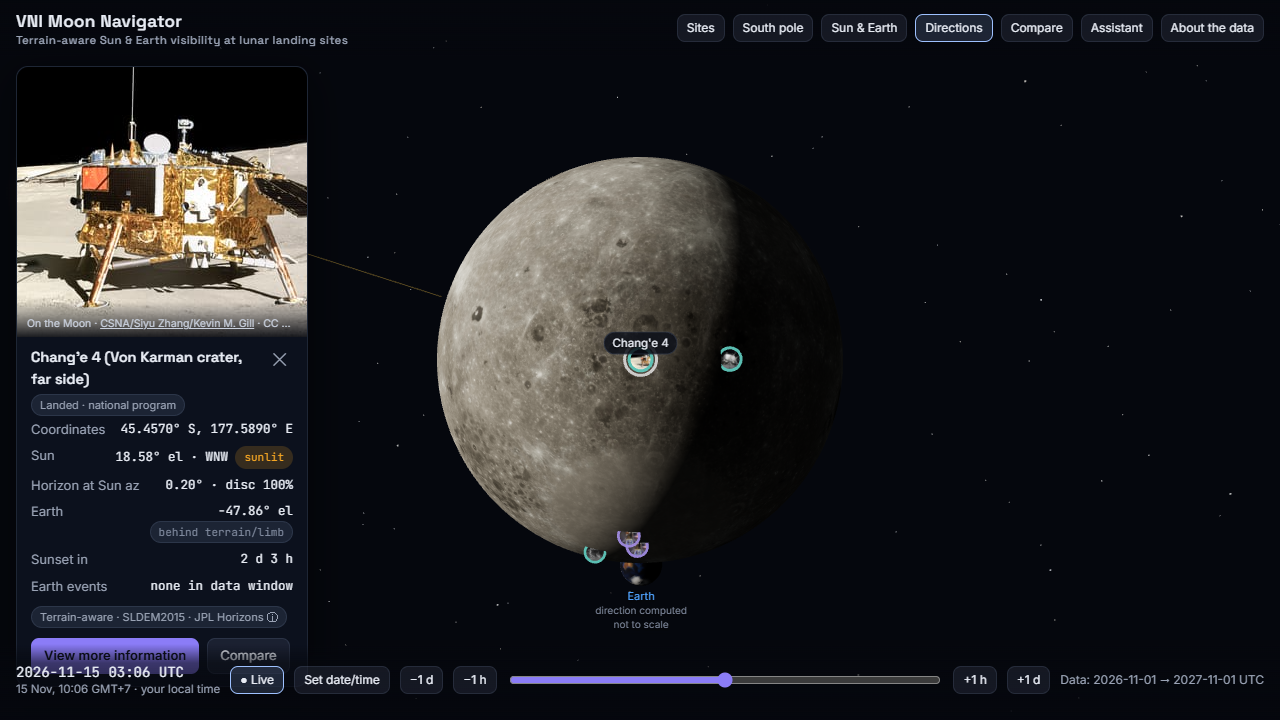 VNI Moon Navigator
Terrain-aware Sun & Earth visibility at lunar landing sites
Sites
South pole
Sun & Earth
Directions
Compare
Assistant
About the data
On the Moon · CSNA/Siyu Zhang/Kevin M. Gill · CC ...
Chang'e 4 (Von Karman crater,
far side)
Landed · national program
Coordinates 45.4570° S, 177.5890° E
Sun 18.58° el · WNW sunlit
Horizon at Sun az 0.20° · disc 100%
Earth -47.86° el
behind terrain/limb
Sunset in 2 d 3 h
Earth events none in data window
Terrain-aware · SLDEM2015 · JPL Horizons ⓘ
View more information
Compare
Chang'e 4
Earth
direction computed
not to scale
2026-11-15 03:06 UTC
15 Nov, 10:06 GMT+7 · your local time
● Live
Set date/time
−1 d
−1 h
+1 h
+1 d
Data: 2026-11-01 → 2027-11-01 UTC